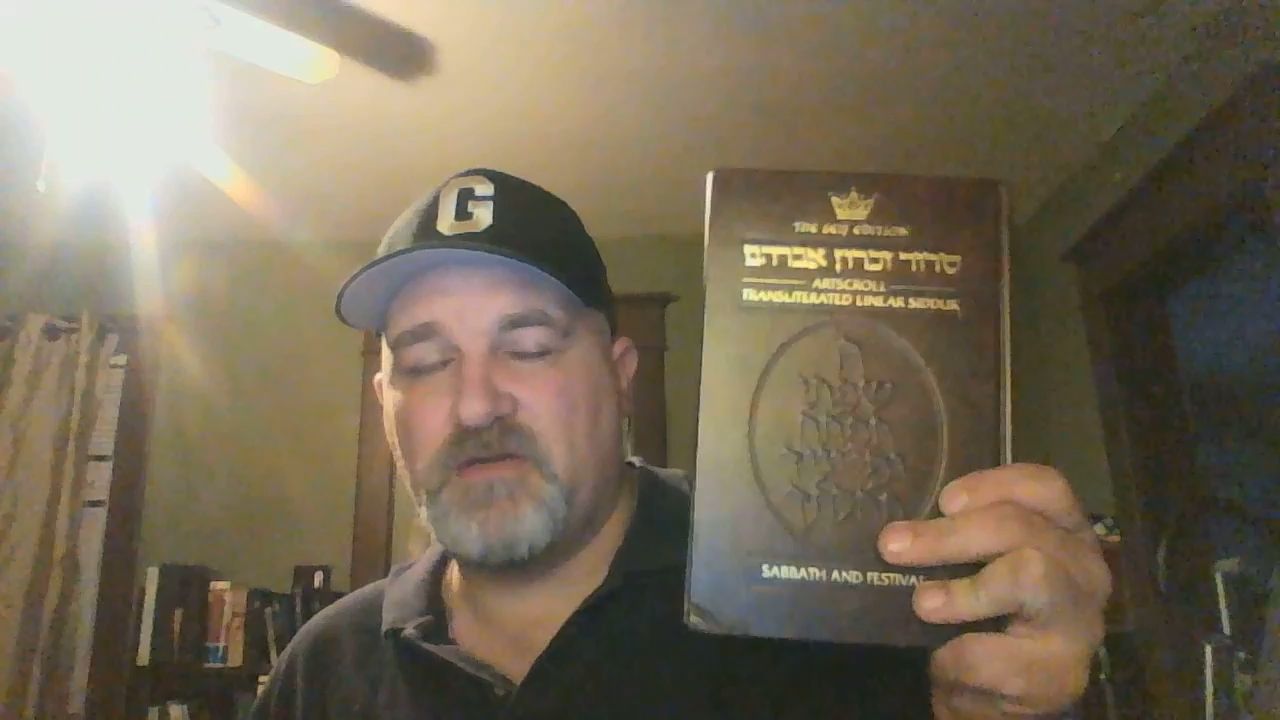 G
THE SEIF EDITION
סדור זכרון אברהם
ARTSCROLL
TRANSLITERATED LINEAR SIDDUR
SABBATH AND FESTIVAL